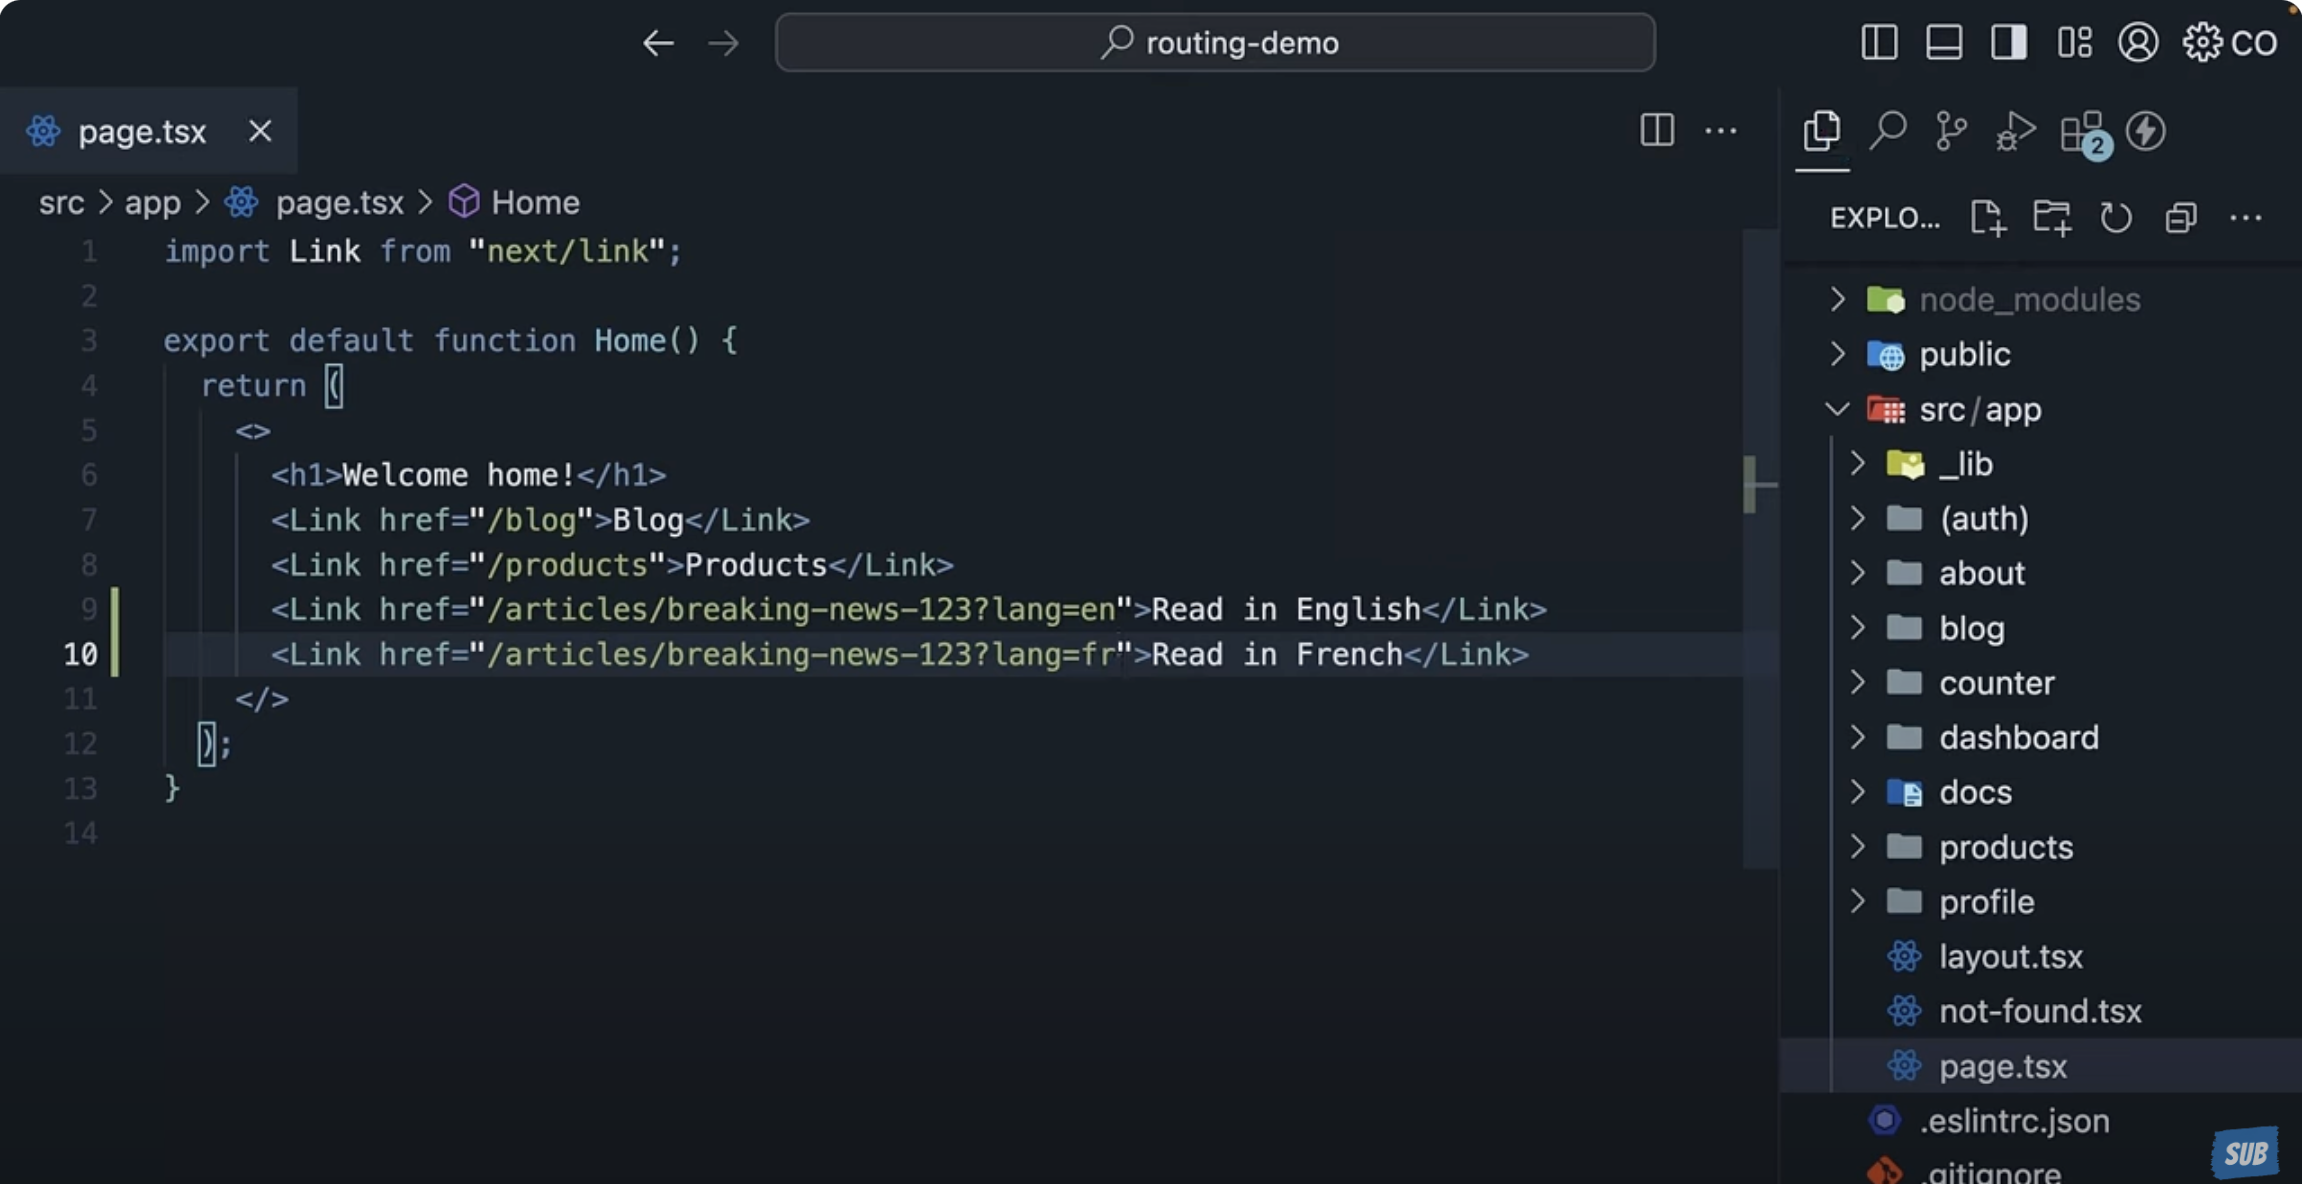 routing-demo
CO
page.tsx
src > app > page.tsx > Home
1 import Link from "next/link";
2
3 export default function Home() {
4 return (
5 <>
6 <h1>Welcome home!</h1>
7 <Link href="/blog">Blog</Link>
8 <Link href="/products">Products</Link>
9 <Link href="/articles/breaking-news-123?lang=en">Read in English</Link>
10 <Link href="/articles/breaking-news-123?lang=fr">Read in French</Link>
11 </>
12 );
13 }
14
2
EXPLO...
node_modules
public
src/app
_lib
(auth)
about
blog
counter
dashboard
docs
products
profile
layout.tsx
not-found.tsx
page.tsx
.eslintrc.json
.gitignore
SUB